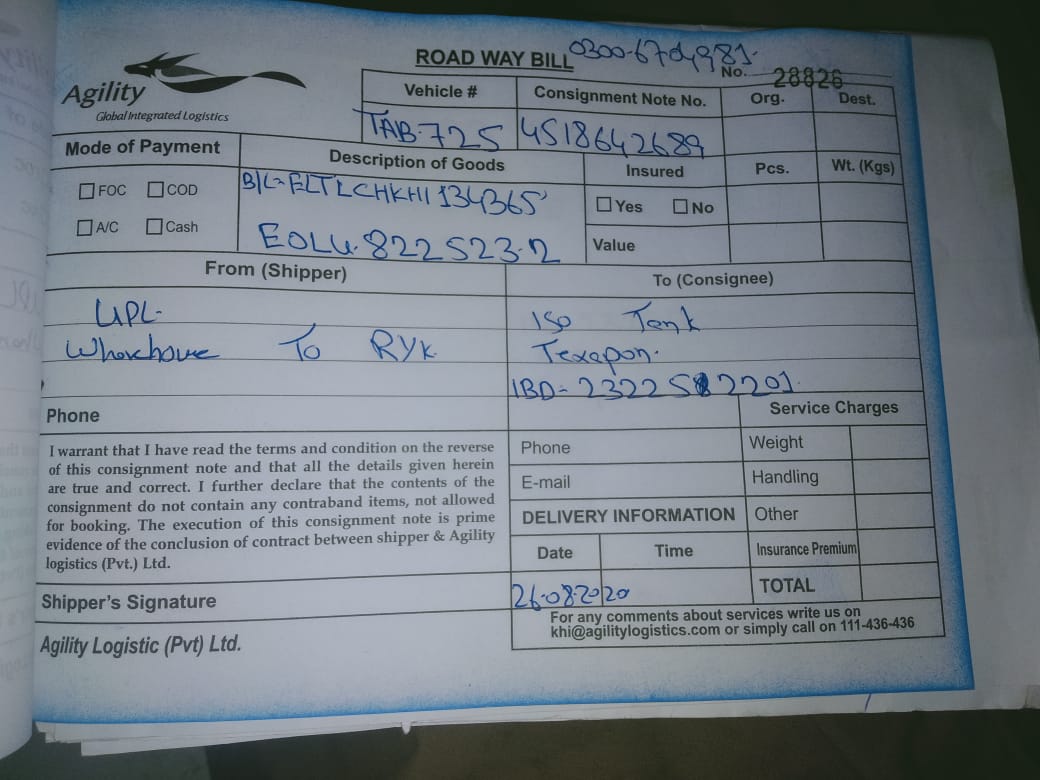 ROAD WAY BILL 0300-6704981.
Agility
Global Integrated Logistics
No. 28826
Vehicle # Consignment Note No. Org. Dest.
TAB-725 4518642689
Mode of Payment Description of Goods Insured Pcs. Wt. (Kgs)
FOC COD
B/L-ELTLCHKHI 134365
Yes No
A/C Cash
EOLU.822523-2
Value
From (Shipper) To (Consignee)
UPL- ISO Tank
To RYK Texapon.
IBD-
Phone Service Charges
I warrant that I have read the terms and condition on the reverse
of this consignment note and that all the details given herein
are true and correct. I further declare that the contents of the
consignment do not contain any contraband items, not allowed
for booking. The execution of this consignment note is prime
evidence of the conclusion of contract between shipper & Agility
logistics (Pvt.) Ltd.
Phone Weight
E-mail Handling
DELIVERY INFORMATION Other
Date Time Insurance Premium
26-08-2020 TOTAL
Shipper's Signature
For any comments about services write us on
khi@agilitylogistics.com or simply call on 111-436-436
Agility Logistic (Pvt) Ltd.